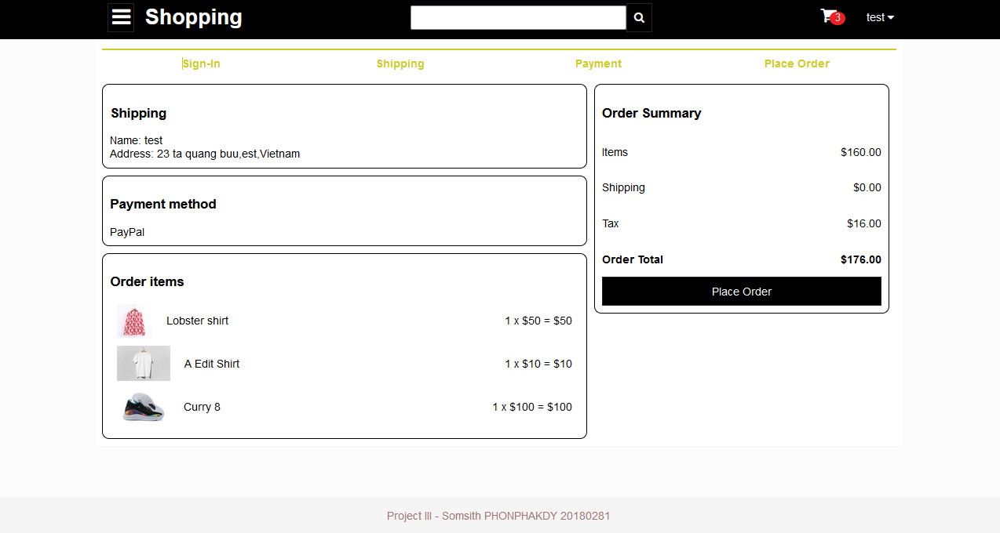 Shopping
3
test
Sign-In Shipping Payment Place Order
Shipping
Name: test
Address: 23 ta quang buu,est,Vietnam
Payment method
PayPal
Order items
Lobster shirt 1 x $50 = $50
A Edit Shirt 1 x $10 = $10
Curry 8 1 x $100 = $100
Order Summary
Items $160.00
Shipping $0.00
Tax $16.00
Order Total $176.00
Place Order
Project III - Somsith PHONPHAKDY 20180281